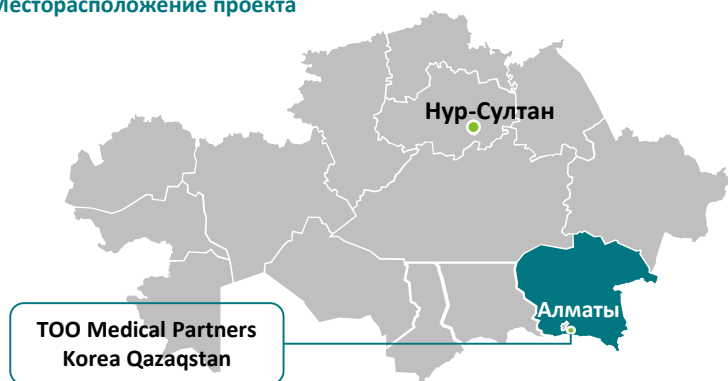 Месторасположение проекта
Нур-Султан
Алматы
ТОО Medical Partners
Korea Qazaqstan